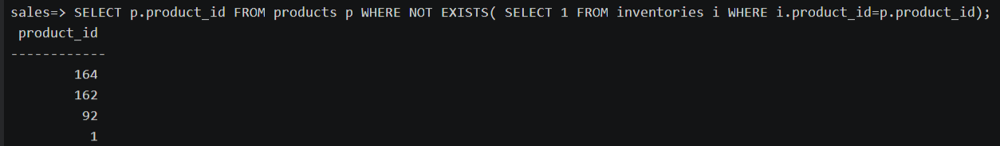 sales=> SELECT p.product_id FROM products p WHERE NOT EXISTS( SELECT 1 FROM inventories i WHERE i.product_id=p.product_id);
 product_id
------------
        164
        162
         92
          1